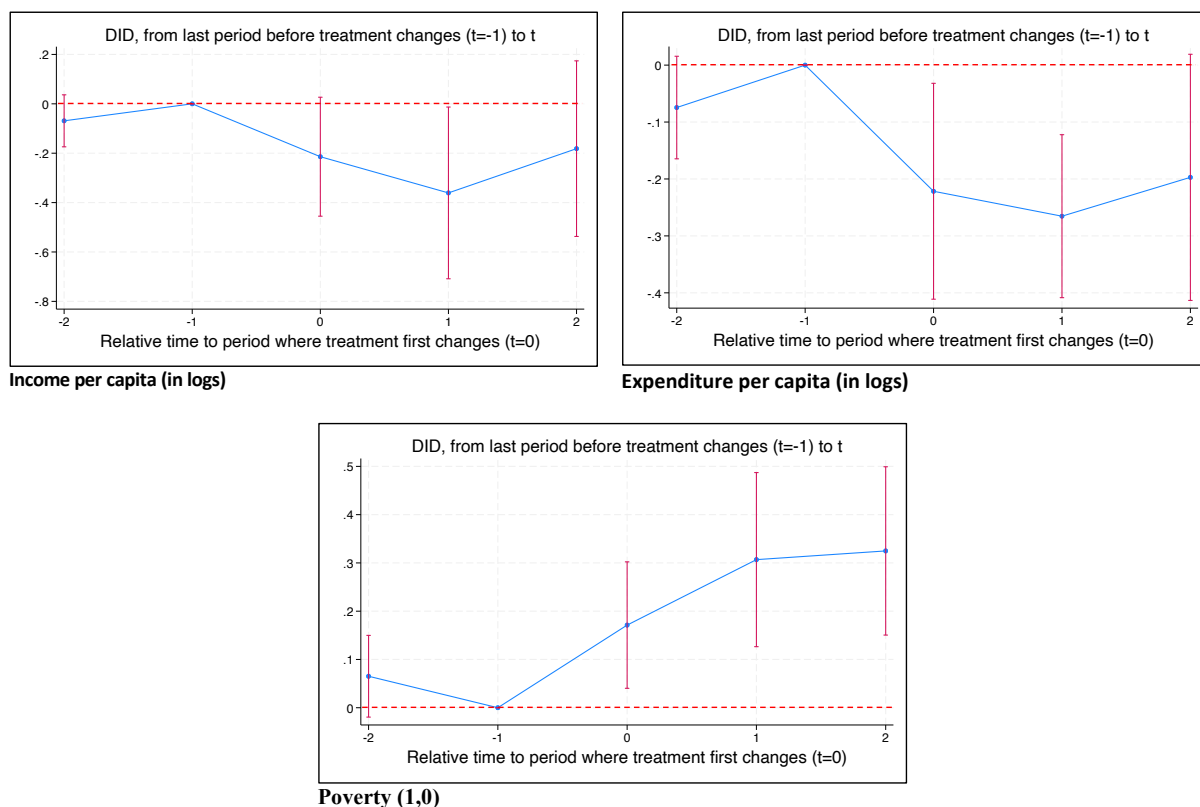 DID, from last period before treatment changes (t=-1) to t
.2
0
-.2
-.4
-.6
-.8
-2 -1 0 1 2
Relative time to period where treatment first changes (t=0)
Income per capita (in logs)
DID, from last period before treatment changes (t=-1) to t
0
-.1
-.2
-.3
-.4
-2 -1 0 1 2
Relative time to period where treatment first changes (t=0)
Expenditure per capita (in logs)
DID, from last period before treatment changes (t=-1) to t
.5
.4
.3
.2
.1
0
-2 -1 0 1 2
Relative time to period where treatment first changes (t=0)
Poverty (1,0)